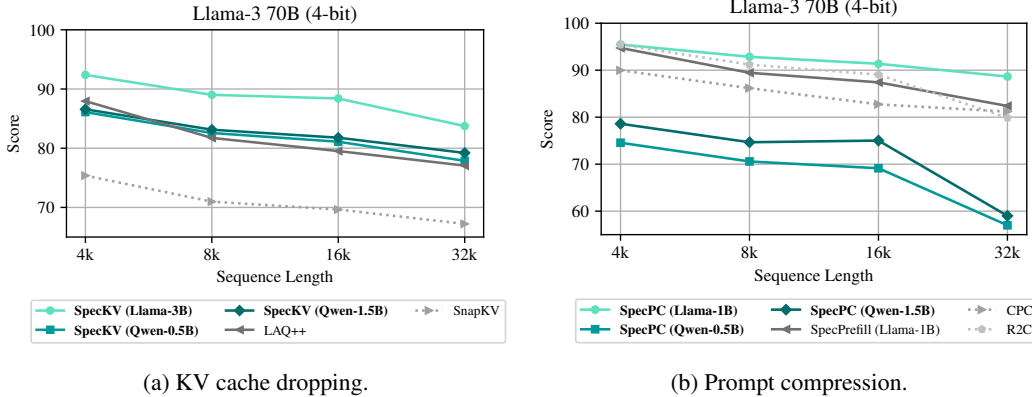 Llama-3 70B (4-bit)
100
90
80
70
Score
4k 8k 16k 32k
Sequence Length
SpecKV (Llama-3B)
SpecKV (Qwen-0.5B)
SpecKV (Qwen-1.5B)
LAQ++
SnapKV
(a) KV cache dropping.
Llama-3 70B (4-bit)
100
90
80
70
60
Score
4k 8k 16k 32k
Sequence Length
SpecPC (Llama-1B)
SpecPC (Qwen-0.5B)
SpecPC (Qwen-1.5B)
SpecPrefill (Llama-1B)
CPC
R2C
(b) Prompt compression.